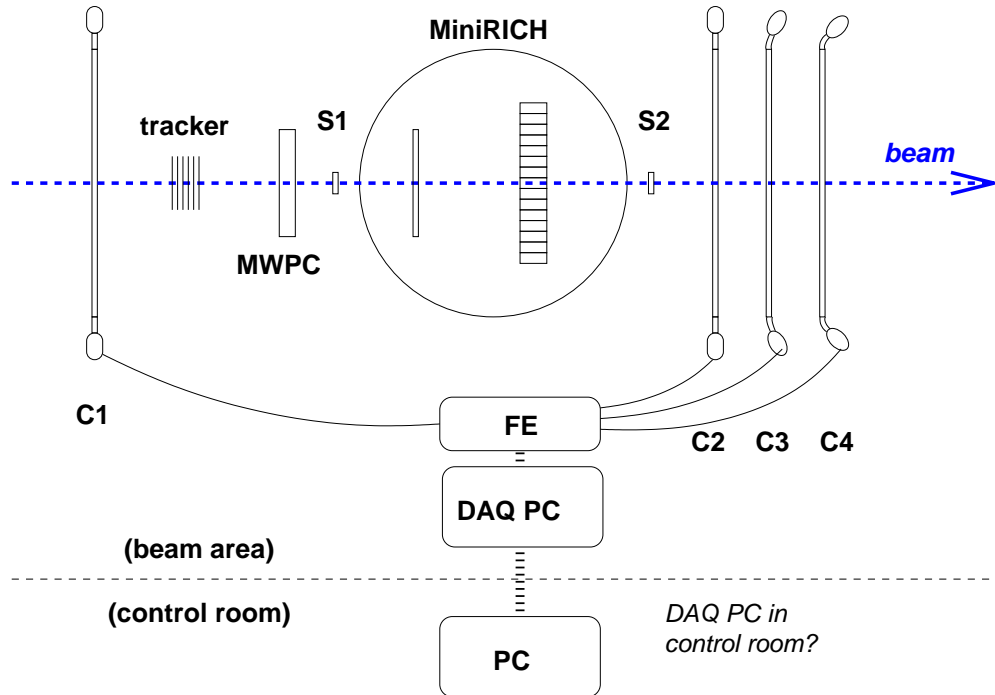 MiniRICH
S1
S2
tracker
beam
MWPC
C1
FE
C2
C3
C4
DAQ PC
(beam area)
(control room)
DAQ PC in
control room?
PC